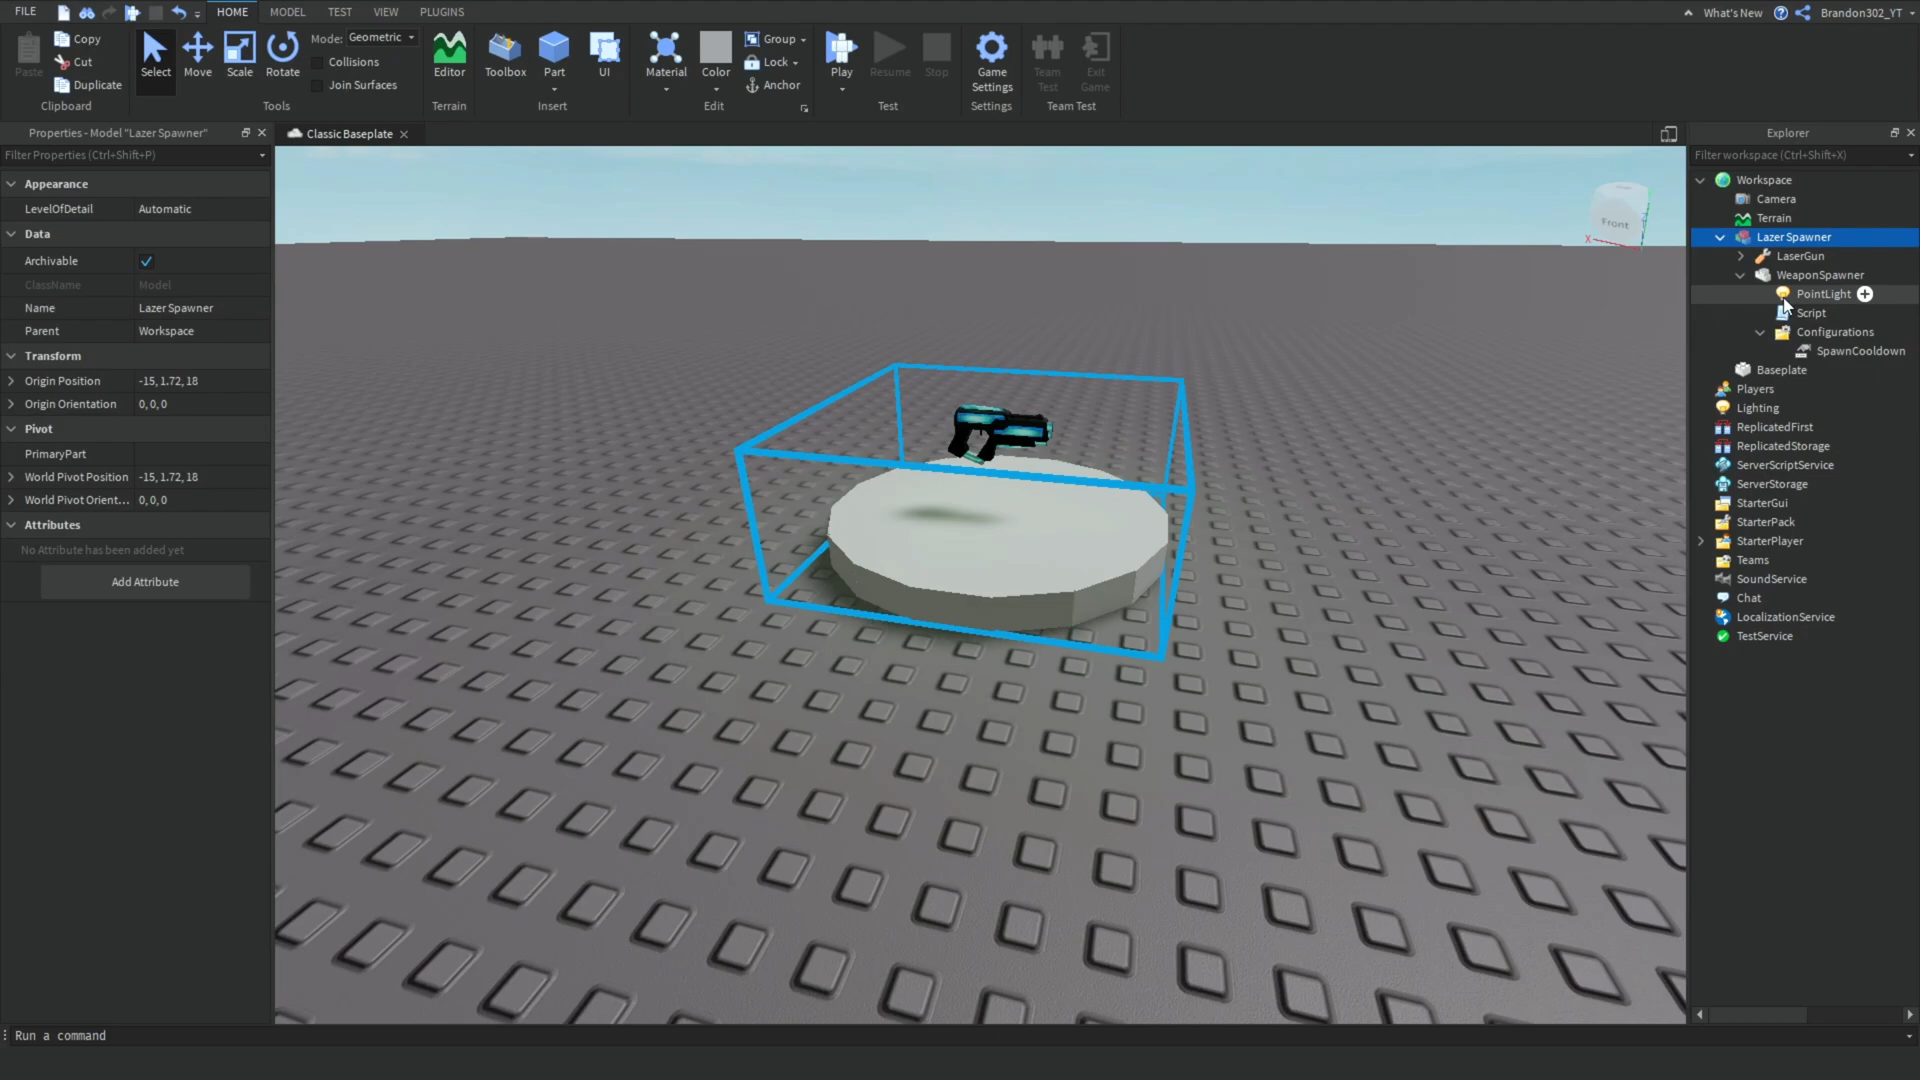 FILE
HOME
MODEL
TEST
VIEW
PLUGINS
What's New
Brandon302_YT
Paste
Copy
Cut
Duplicate
Clipboard
Select
Move
Scale
Rotate
Mode: Geometric
Collisions
Join Surfaces
Tools
Editor
Terrain
Toolbox
Part
UI
Insert
Material
Color
Group
Lock
Anchor
Edit
Play
Resume
Stop
Test
Game Settings
Settings
Team Test
Exit Game
Team Test
Properties - Model "Lazer Spawner"
Filter Properties (Ctrl+Shift+P)
Appearance
LevelOfDetail Automatic
Data
Archivable
ClassName Model
Name Lazer Spawner
Parent Workspace
Transform
Origin Position -15, 1.72, 18
Origin Orientation 0, 0, 0
Pivot
PrimaryPart
World Pivot Position -15, 1.72, 18
World Pivot Orient... 0, 0, 0
Attributes
No Attribute has been added yet
Add Attribute
Classic Baseplate
Front
X
Explorer
Filter workspace (Ctrl+Shift+X)
Workspace
Camera
Terrain
Lazer Spawner
LaserGun
WeaponSpawner
PointLight
Script
Configurations
SpawnCooldown
Baseplate
Players
Lighting
ReplicatedFirst
ReplicatedStorage
ServerScriptService
ServerStorage
StarterGui
StarterPack
StarterPlayer
Teams
SoundService
Chat
LocalizationService
TestService
Run a command